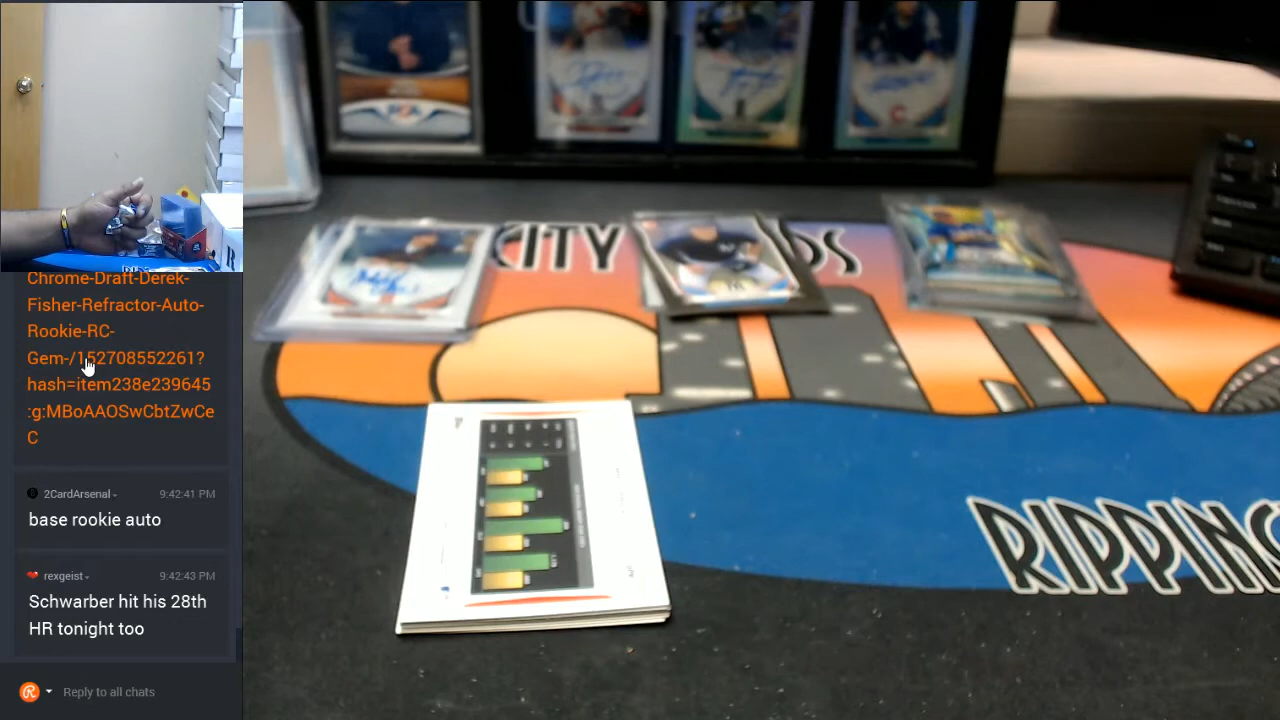 Chrome-Draft-Derek-
Fisher-Refractor-Auto-
Rookie-RC-
Gem-/152708552261?
hash=item238e239645
:g:MBoAAOSwCbtZwCe
C
2CardArsenal
9:42:41 PM
base rookie auto
rexgeist
9:42:43 PM
Schwarber hit his 28th
HR tonight too
Reply to all chats
CITY
DS
RIPPING